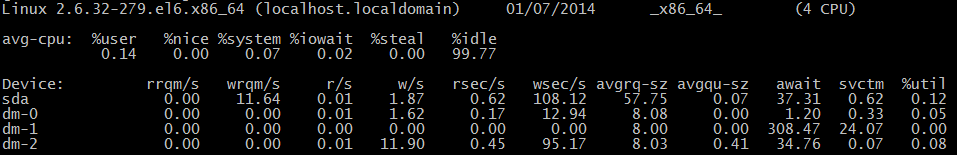 Linux 2.6.32-279.el6.x86_64 (localhost.localdomain) 01/07/2014 _x86_64_ (4 CPU)
avg-cpu: %user %nice %system %iowait %steal %idle
0.14 0.00 0.07 0.02 0.00 99.77
Device: rrqm/s wrqm/s r/s w/s rsec/s wsec/s avgrq-sz avgqu-sz await svctm %util
sda 0.00 11.64 0.01 1.87 0.62 108.12 57.75 0.07 37.31 0.62 0.12
dm-0 0.00 0.00 0.01 1.62 0.17 12.94 8.08 0.00 1.20 0.33 0.05
dm-1 0.00 0.00 0.00 0.00 0.00 0.00 8.00 0.00 308.47 24.07 0.00
dm-2 0.00 0.00 0.01 11.90 0.45 95.17 8.03 0.41 34.76 0.07 0.08